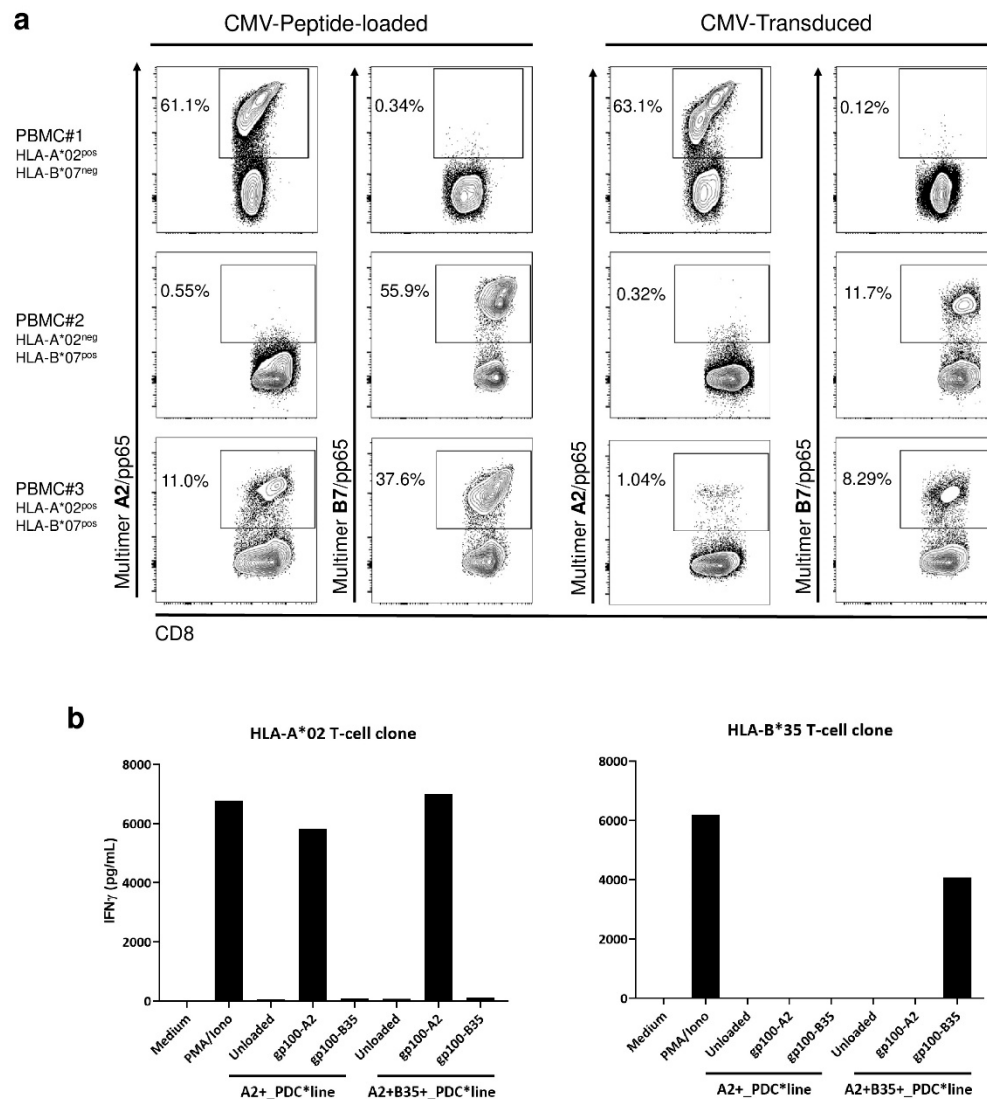 a
CMV-Peptide-loaded
CMV-Transduced
PBMC#1
HLA-A*02pos
HLA-B*07neg
61.1%
0.34%
63.1%
0.12%
PBMC#2
HLA-A*02neg
HLA-B*07pos
0.55%
55.9%
0.32%
11.7%
PBMC#3
HLA-A*02pos
HLA-B*07pos
11.0%
37.6%
1.04%
8.29%
Multimer A2/pp65
Multimer B7/pp65
Multimer A2/pp65
Multimer B7/pp65
CD8
b
HLA-A*02 T-cell clone
IFNγ (pg/mL)
8000
6000
4000
2000
0
Medium
PMA/Iono
Unloaded
gp100-A2
gp100-B35
Unloaded
gp100-A2
gp100-B35
A2+_PDC*line
A2+B35+_PDC*line
HLA-B*35 T-cell clone
8000
6000
4000
2000
0
Medium
PMA/Iono
Unloaded
gp100-A2
gp100-B35
Unloaded
gp100-A2
gp100-B35
A2+_PDC*line
A2+B35+_PDC*line